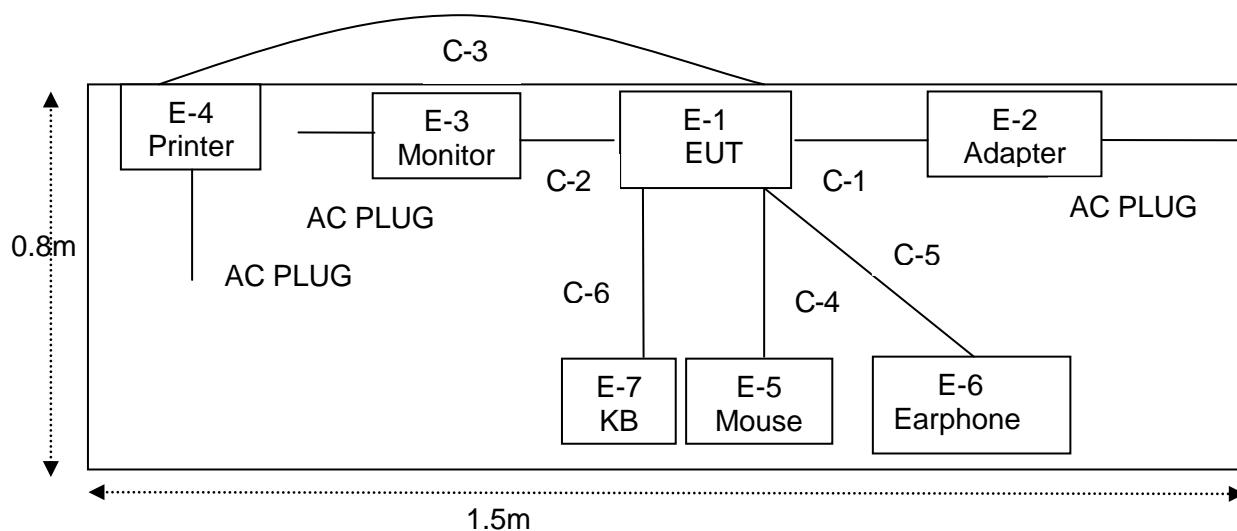 C-3
E-4
Printer
E-3
Monitor
E-1
EUT
E-2
Adapter
C-2
C-1
AC PLUG
AC PLUG
AC PLUG
0.8m
C-6
C-4
C-5
E-7
KB
E-5
Mouse
E-6
Earphone
1.5m